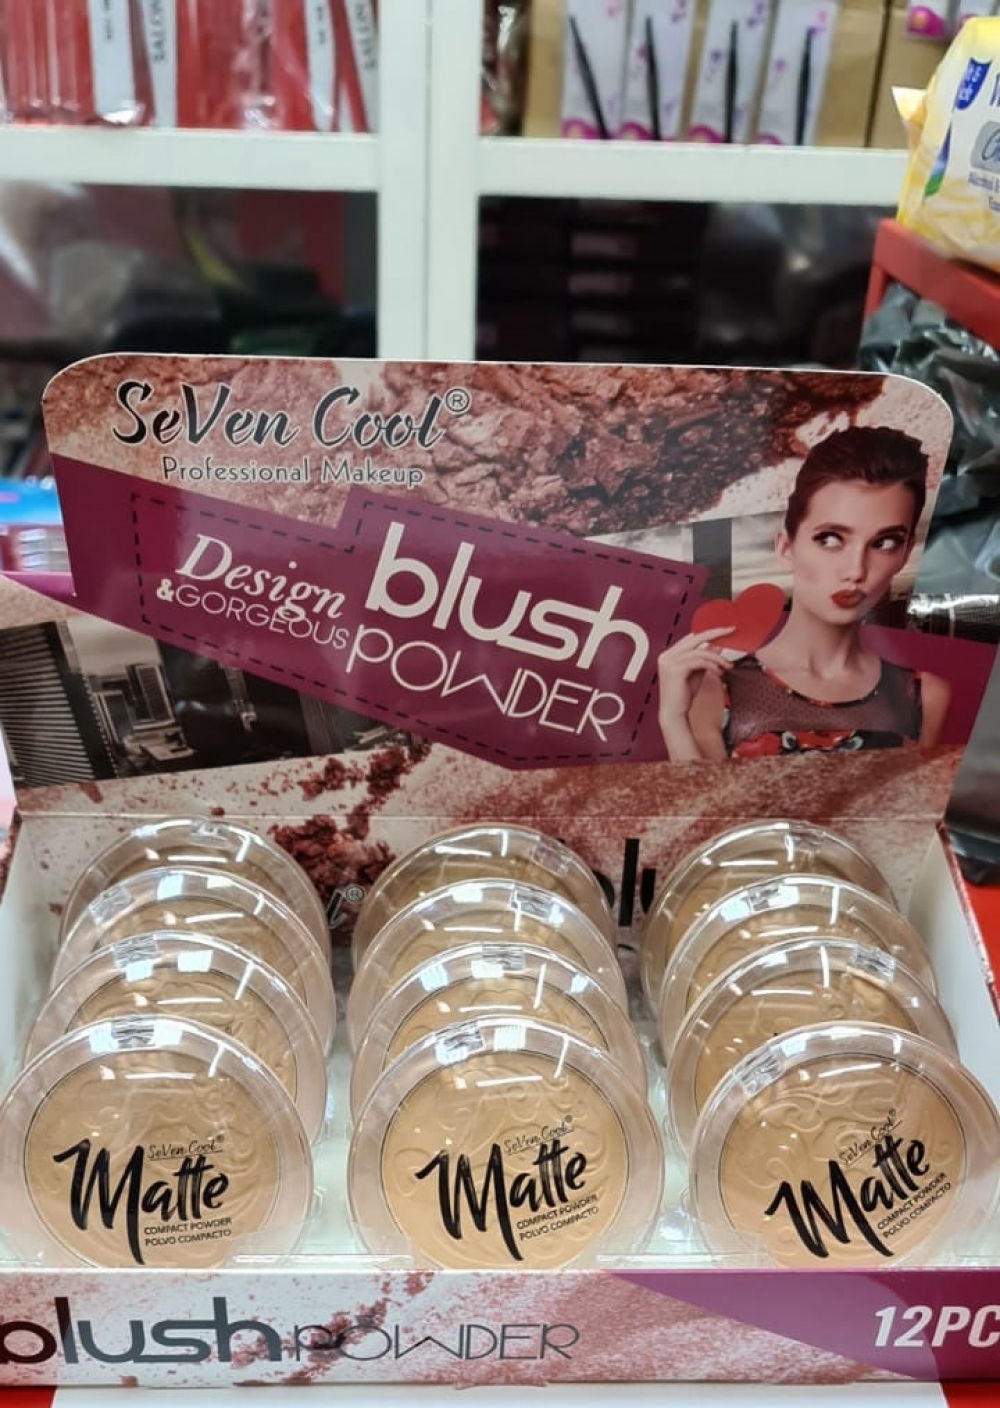 SeVen Cool®
Professional Makeup
Design
&GORGEOUS
blush
POWDER
SeVen Cool®
Matte
COMPACT POWDER
POLVO COMPACTO
SeVen Cool®
Matte
COMPACT POWDER
POLVO COMPACTO
SeVen Cool®
Matte
COMPACT POWDER
POLVO COMPACTO
blush POWDER
12PC